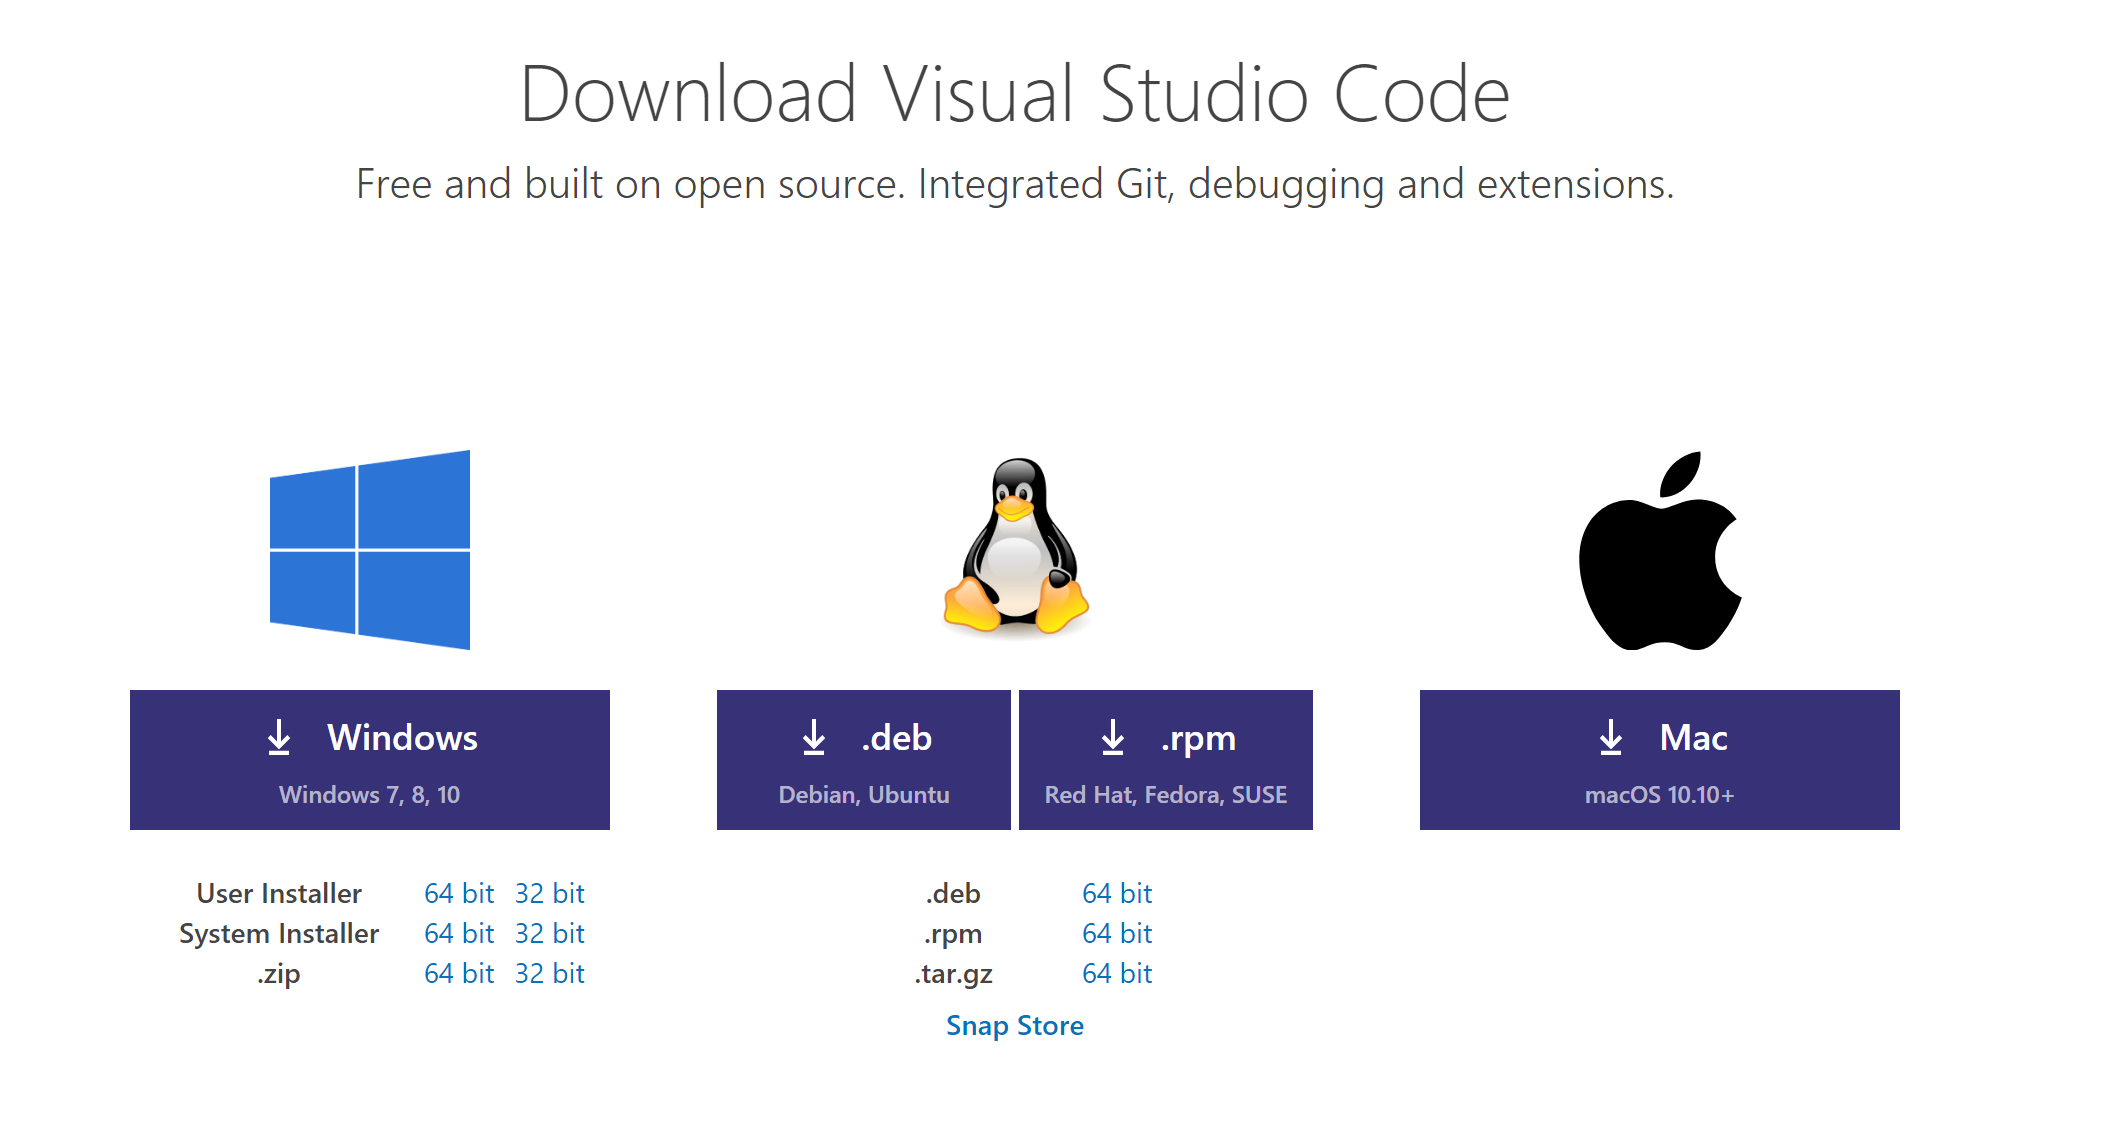 Download Visual Studio Code
Free and built on open source. Integrated Git, debugging and extensions.
Windows
Windows 7, 8, 10
User Installer 64 bit 32 bit
System Installer 64 bit 32 bit
.zip 64 bit 32 bit
.deb
Debian, Ubuntu
.rpm
Red Hat, Fedora, SUSE
.deb 64 bit
.rpm 64 bit
.tar.gz 64 bit
Snap Store
Mac
macOS 10.10+